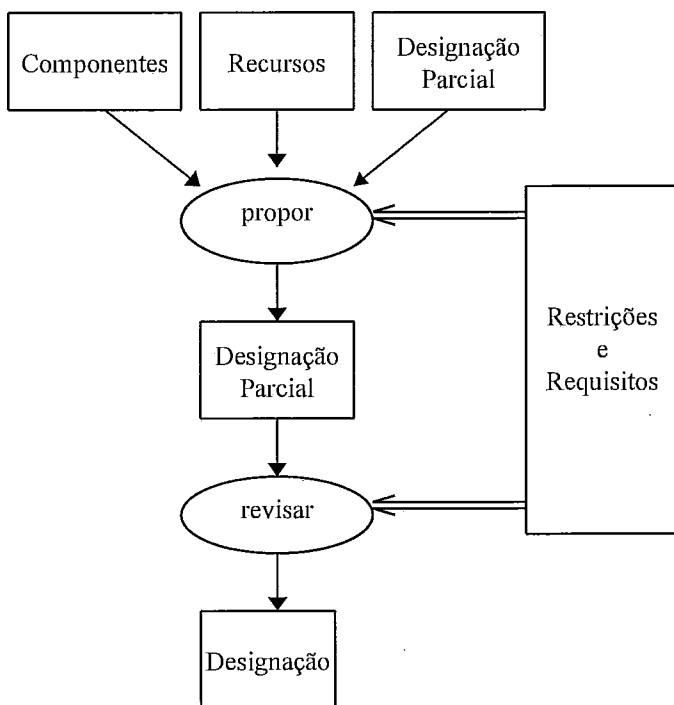 Componentes
Recursos
Designação
Parcial
propor
Restrições
e
Requisitos
Designação
Parcial
revisar
Designação